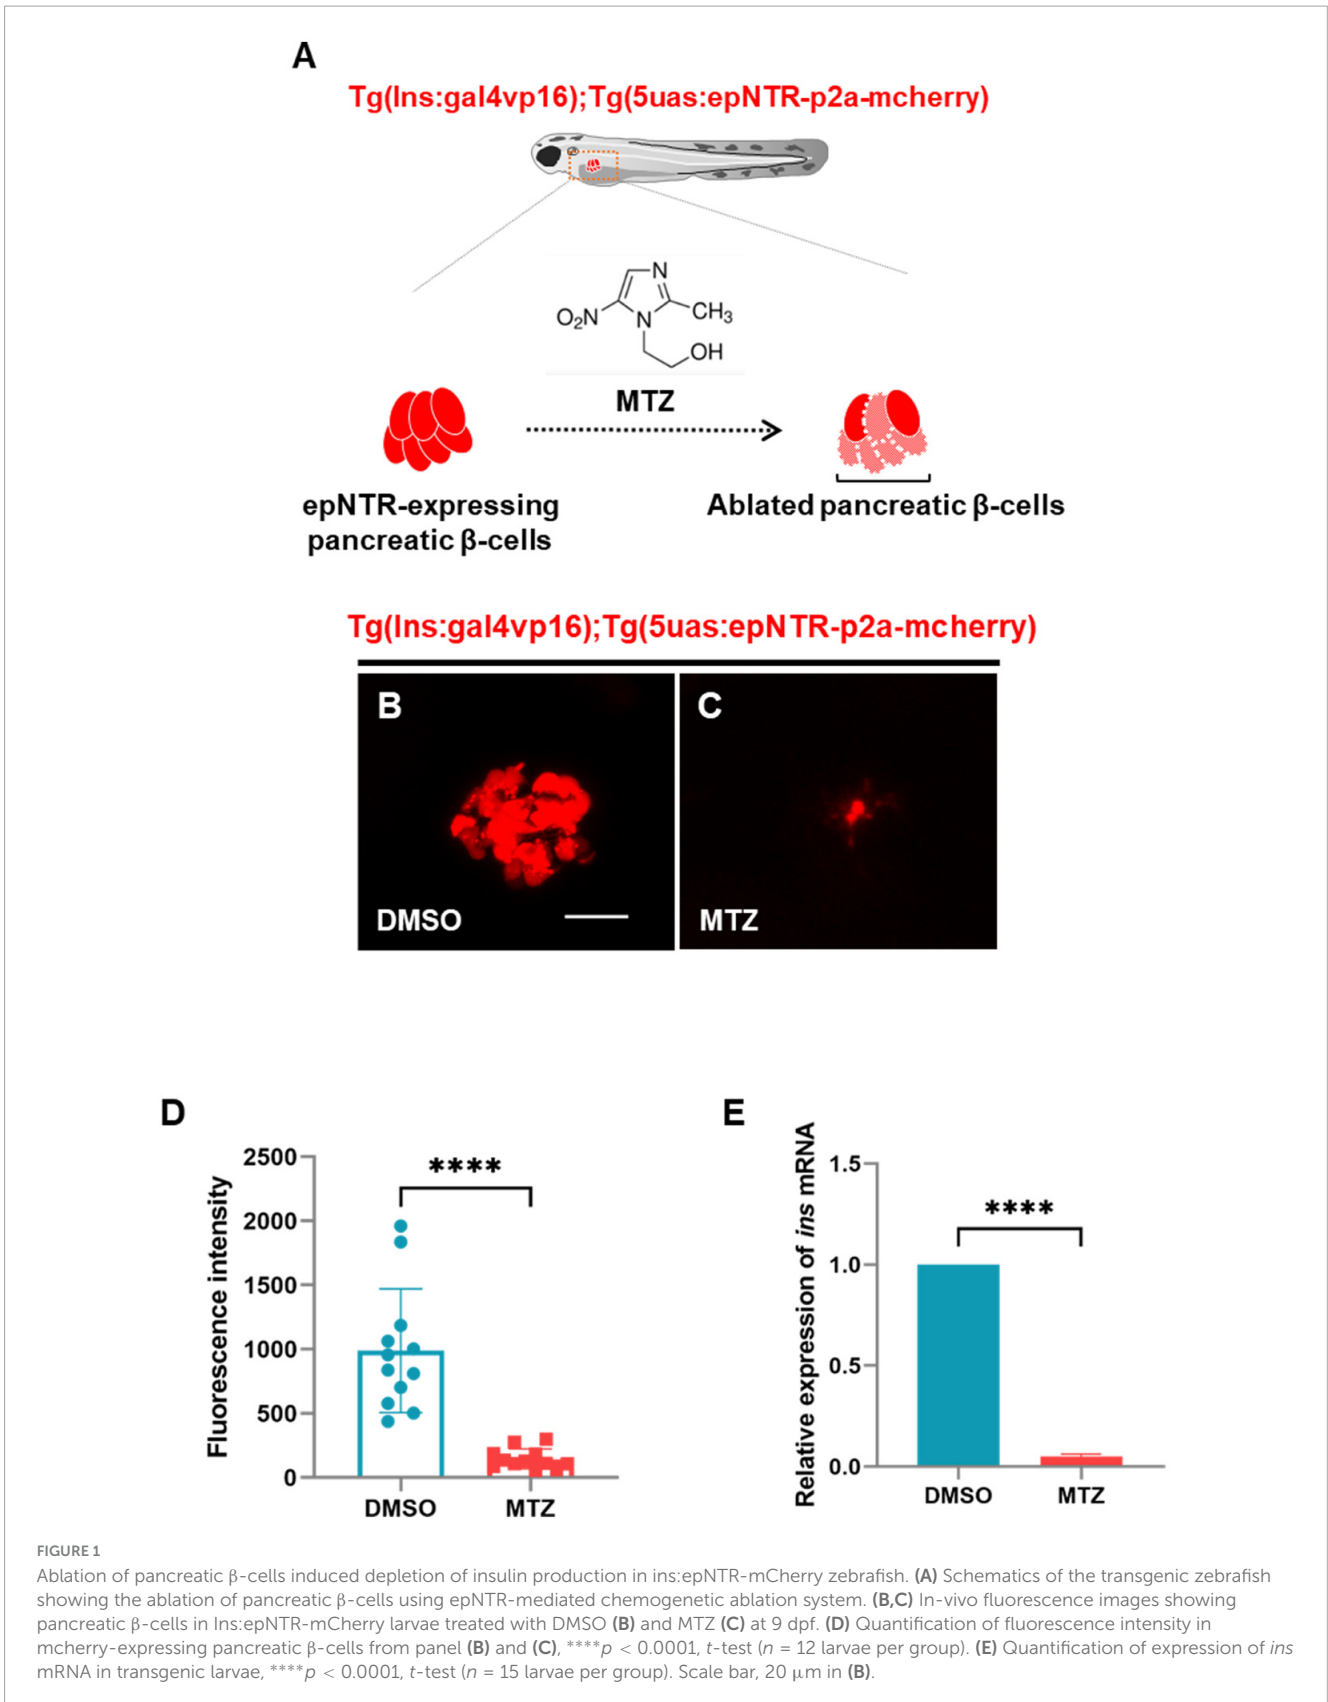 A
Tg(Ins:gal4vp16);Tg(5uas:epNTR-p2a-mcherry)
N
O₂N
N
CH₃
OH
MTZ
epNTR-expressing
pancreatic β-cells
Ablated pancreatic β-cells
Tg(Ins:gal4vp16);Tg(5uas:epNTR-p2a-mcherry)
B
DMSO
C
MTZ
D
Fluorescence intensity
2500
2000
1500
1000
500
0
****
DMSO
MTZ
E
Relative expression of ins mRNA
1.5
1.0
0.5
0.0
****
DMSO
MTZ
FIGURE 1
Ablation of pancreatic β-cells induced depletion of insulin production in ins:epNTR-mCherry zebrafish. (A) Schematics of the transgenic zebrafish
showing the ablation of pancreatic β-cells using epNTR-mediated chemogenetic ablation system. (B,C) In-vivo fluorescence images showing
pancreatic β-cells in Ins:epNTR-mCherry larvae treated with DMSO (B) and MTZ (C) at 9 dpf. (D) Quantification of fluorescence intensity in
mcherry-expressing pancreatic β-cells from panel (B) and (C), ****p < 0.0001, t-test (n = 12 larvae per group). (E) Quantification of expression of ins
mRNA in transgenic larvae, ****p < 0.0001, t-test (n = 15 larvae per group). Scale bar, 20 μm in (B).